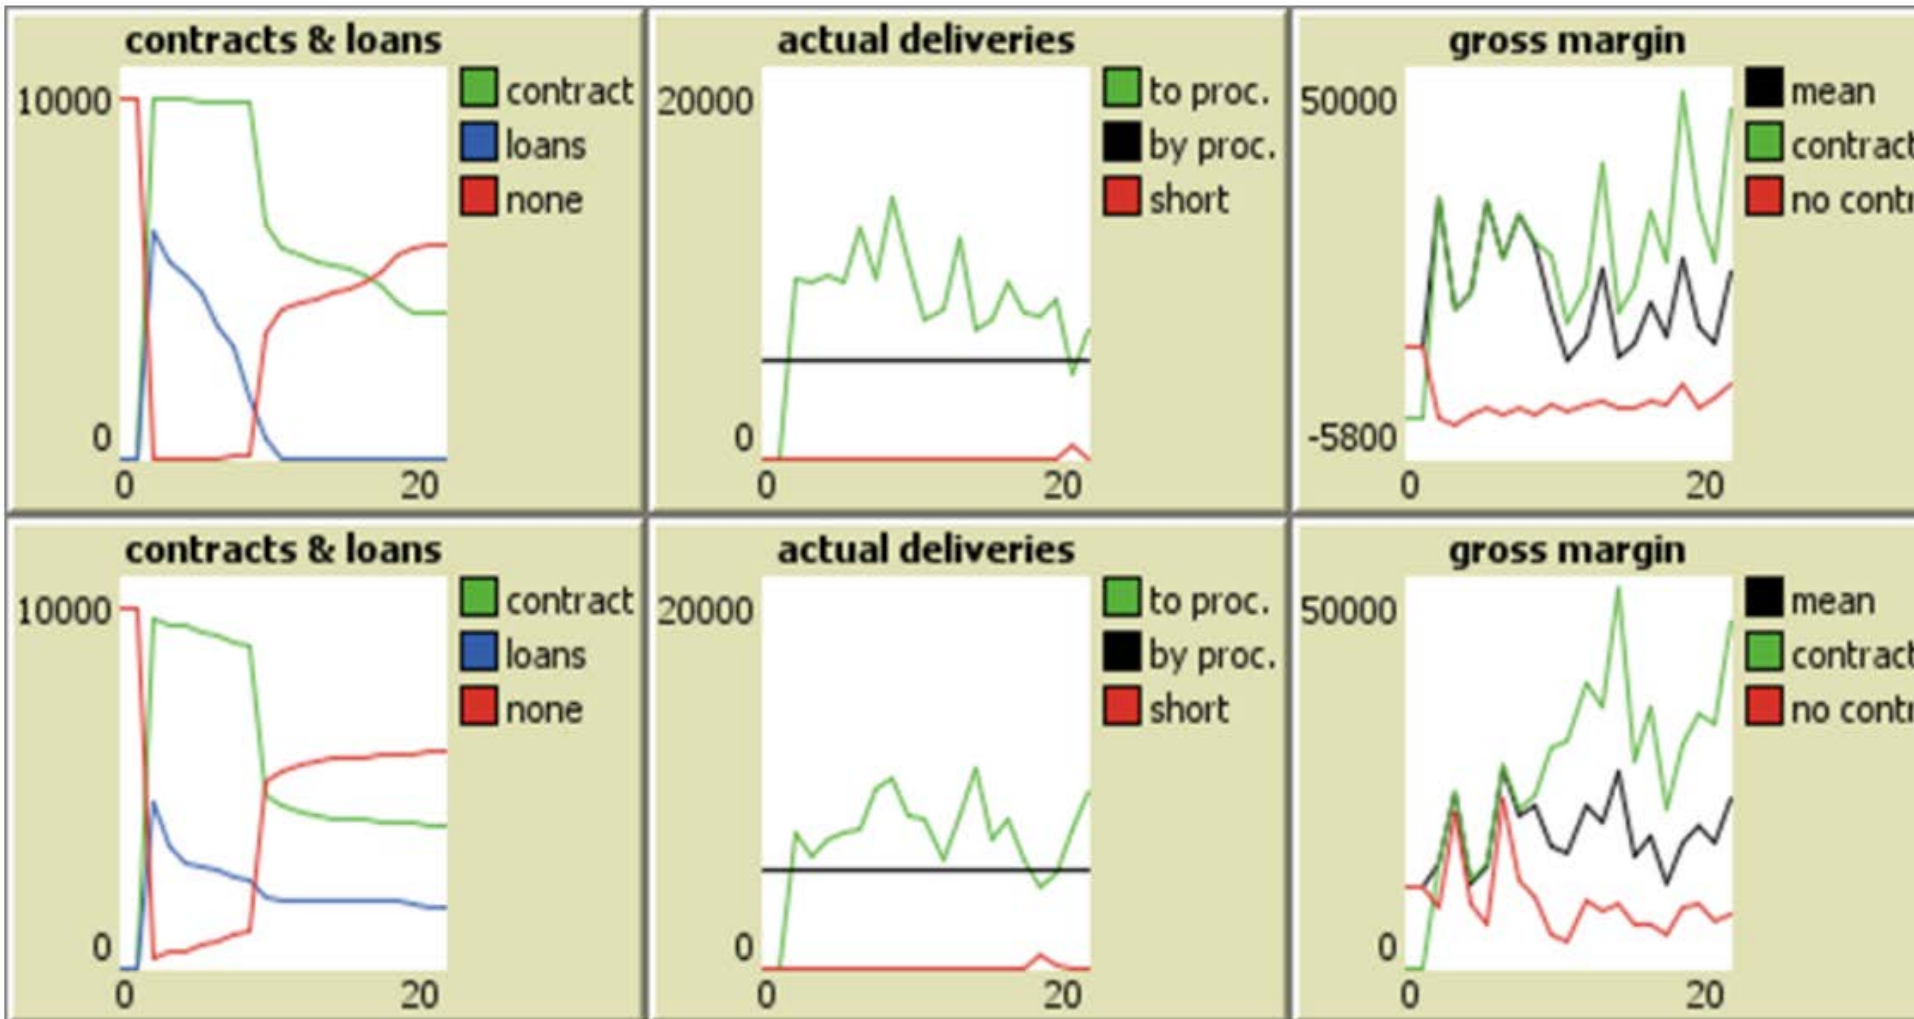 contracts & loans
10000
0
0
20
contract
loans
none
actual deliveries
20000
0
0
20
to proc.
by proc.
short
gross margin
50000
-5800
0
20
mean
contract
no contr
contracts & loans
10000
0
0
20
contract
loans
none
actual deliveries
20000
0
0
20
to proc.
by proc.
short
gross margin
50000
0
0
20
mean
contract
no contr